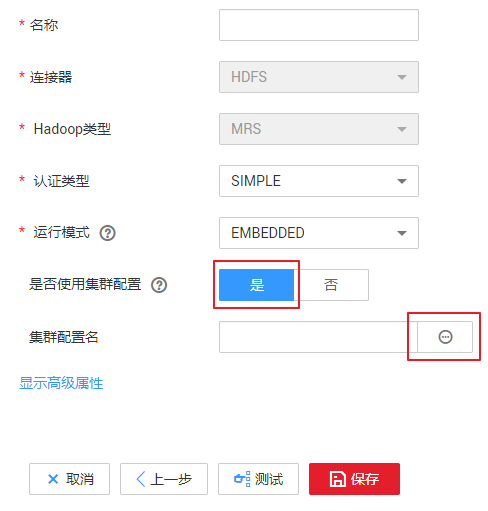 * 名称
* 连接器 HDFS
* Hadoop类型 MRS
* 认证类型 SIMPLE
* 运行模式 ? EMBEDDED
是否使用集群配置 ? 是 否
集群配置名
显示高级属性
取消 上一步 测试 保存